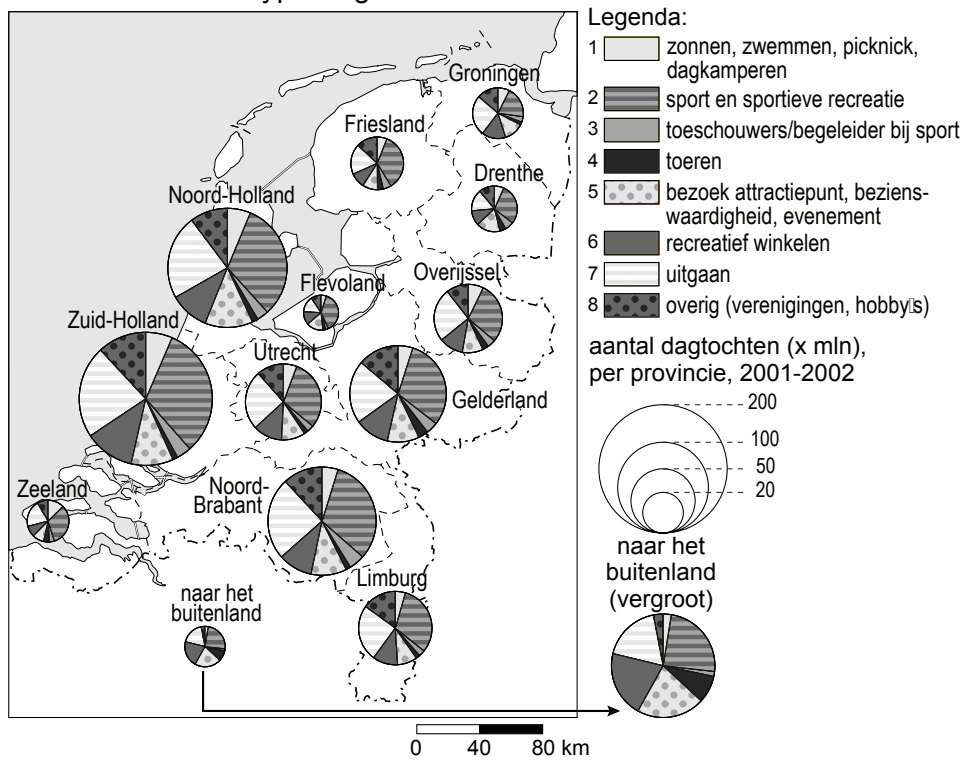 Legenda:
1 zonnen, zwemmen, picknick,
dagkamperen
2 sport en sportieve recreatie
3 toeschouwers/begeleider bij sport
4 toeren
5 bezoek attractiepunt, beziens-
waardigheid, evenement
6 recreatief winkelen
7 uitgaan
8 overig (verenigingen, hobby▯s)
aantal dagtochten (x mln),
per provincie, 2001-2002
200
100
50
20
naar het
buitenland
(vergroot)
Groningen
Friesland
Drenthe
Noord-Holland
Flevoland
Overijssel
Zuid-Holland
Utrecht
Gelderland
Zeeland
Noord-
Brabant
Limburg
naar het
buitenland
0 40 80 km